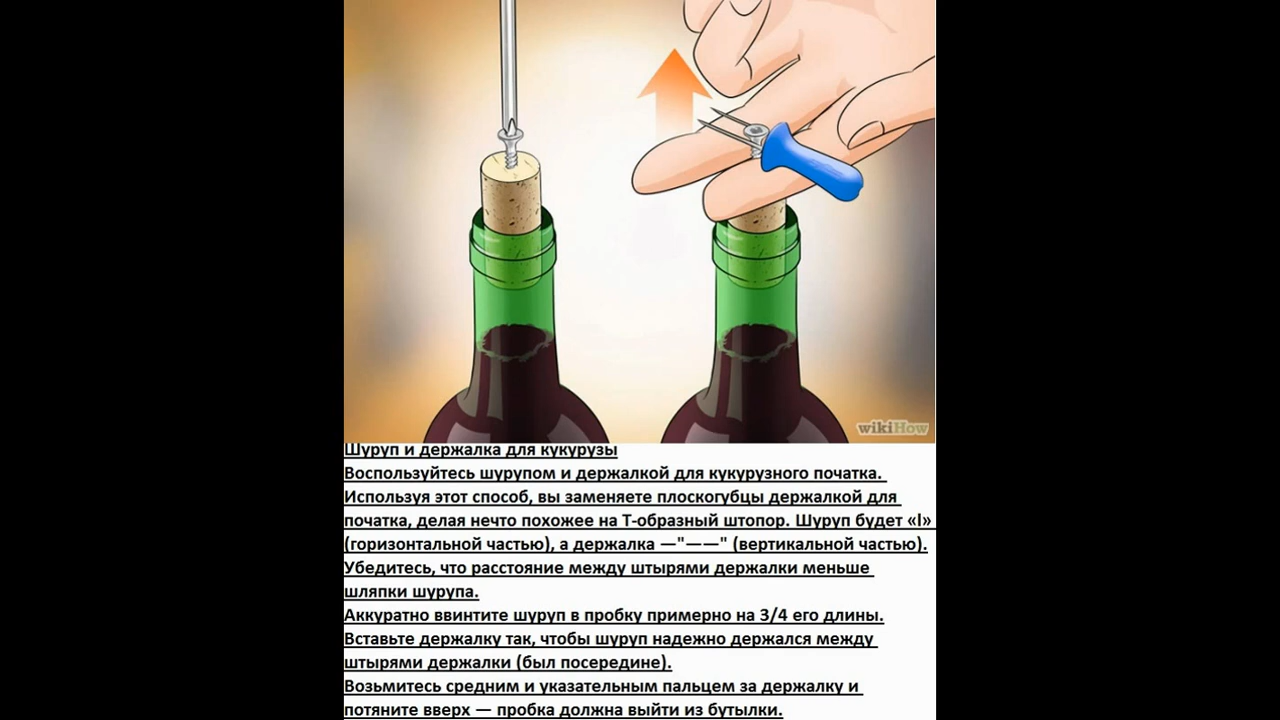 wikiHow
Шуруп и держалка для кукурузы
Воспользуйтесь шурупом и держалкой для кукурузного початка.
Используя этот способ, вы заменяете плоскогубцы держалкой для
початка, делая нечто похожее на Т-образный штопор. Шуруп будет «I»
(горизонтальной частью), а держалка —"——" (вертикальной частью).
Убедитесь, что расстояние между штырями держалки меньше
шляпки шурупа.
Аккуратно ввинтите шуруп в пробку примерно на 3/4 его длины.
Вставьте держалку так, чтобы шуруп надежно держался между
штырями держалки (был посередине).
Возьмитесь средним и указательным пальцем за держалку и
потяните вверх — пробка должна выйти из бутылки.